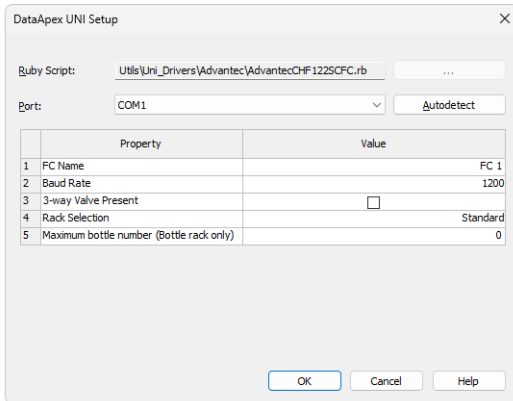 DataApex UNI Setup
Ruby Script: Utils\Uni_Drivers\Advantec\AdvantecCHF122SCFC.rb ...
Port: COM1 Autodetect
Property Value
1 FC Name FC 1
2 Baud Rate 1200
3 3-way Valve Present
4 Rack Selection Standard
5 Maximum bottle number (Bottle rack only) 0
OK Cancel Help